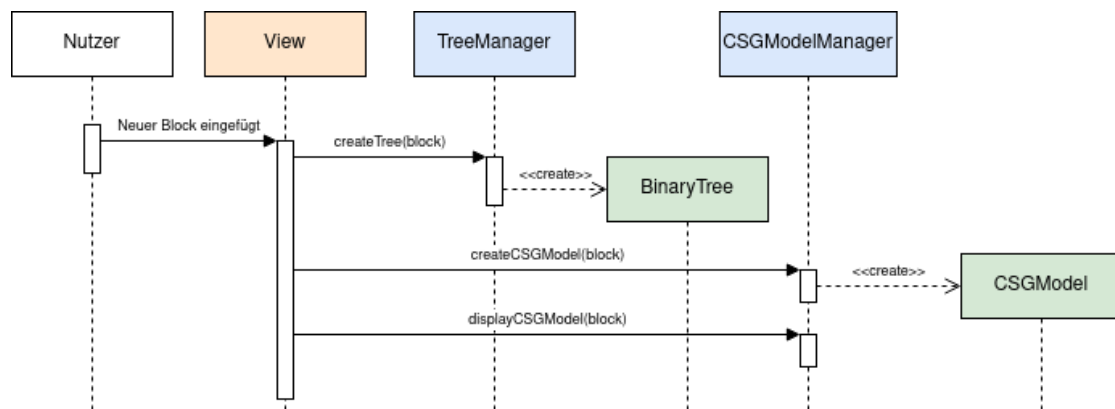 Nutzer
View
TreeManager
CSGModelManager
Neuer Block eingefügt
createTree(block)
<<create>>
BinaryTree
createCSGModel(block)
<<create>>
CSGModel
displayCSGModel(block)